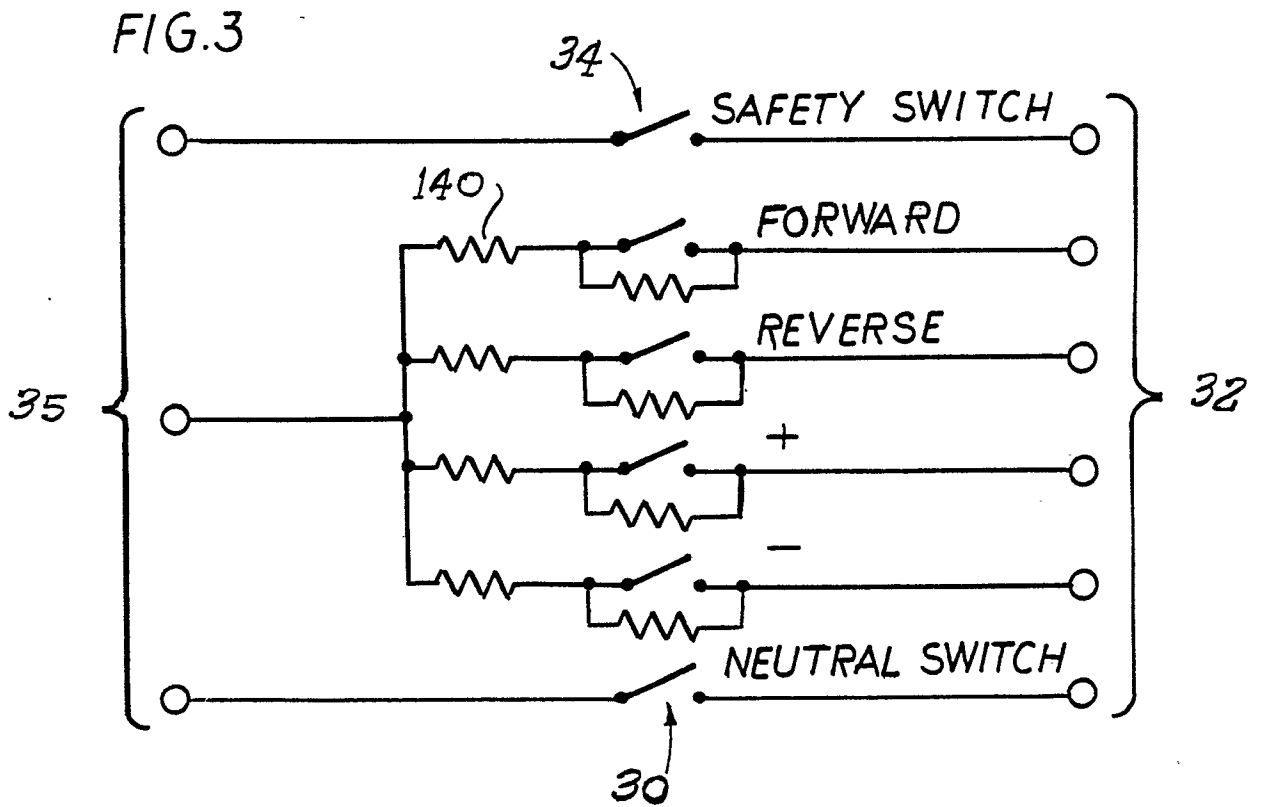 FIG.3
34
SAFETY SWITCH
140
FORWARD
REVERSE
35
32
+
−
NEUTRAL SWITCH
30